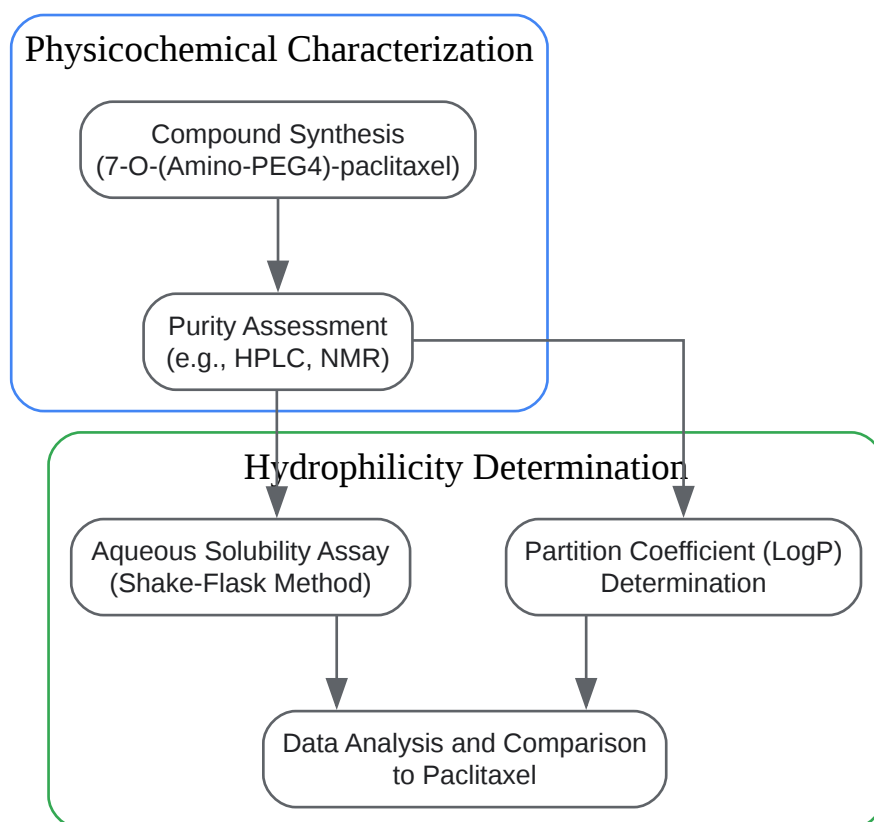 Physicochemical Characterization
Compound Synthesis
(7-O-(Amino-PEG4)-paclitaxel)
Purity Assessment
(e.g., HPLC, NMR)
Hydrophilicity Determination
Aqueous Solubility Assay
(Shake-Flask Method)
Partition Coefficient (LogP)
Determination
Data Analysis and Comparison
to Paclitaxel